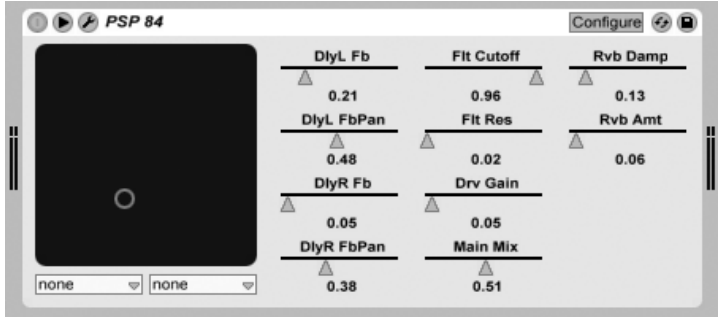 PSP 84 Configure
DlyL Fb Flt Cutoff Rvb Damp
0.21 0.96 0.13
DlyL FbPan Flt Res Rvb Amt
0.48 0.02 0.06
DlyR Fb Drv Gain
0.05 0.05
DlyR FbPan Main Mix
none none 0.38 0.51